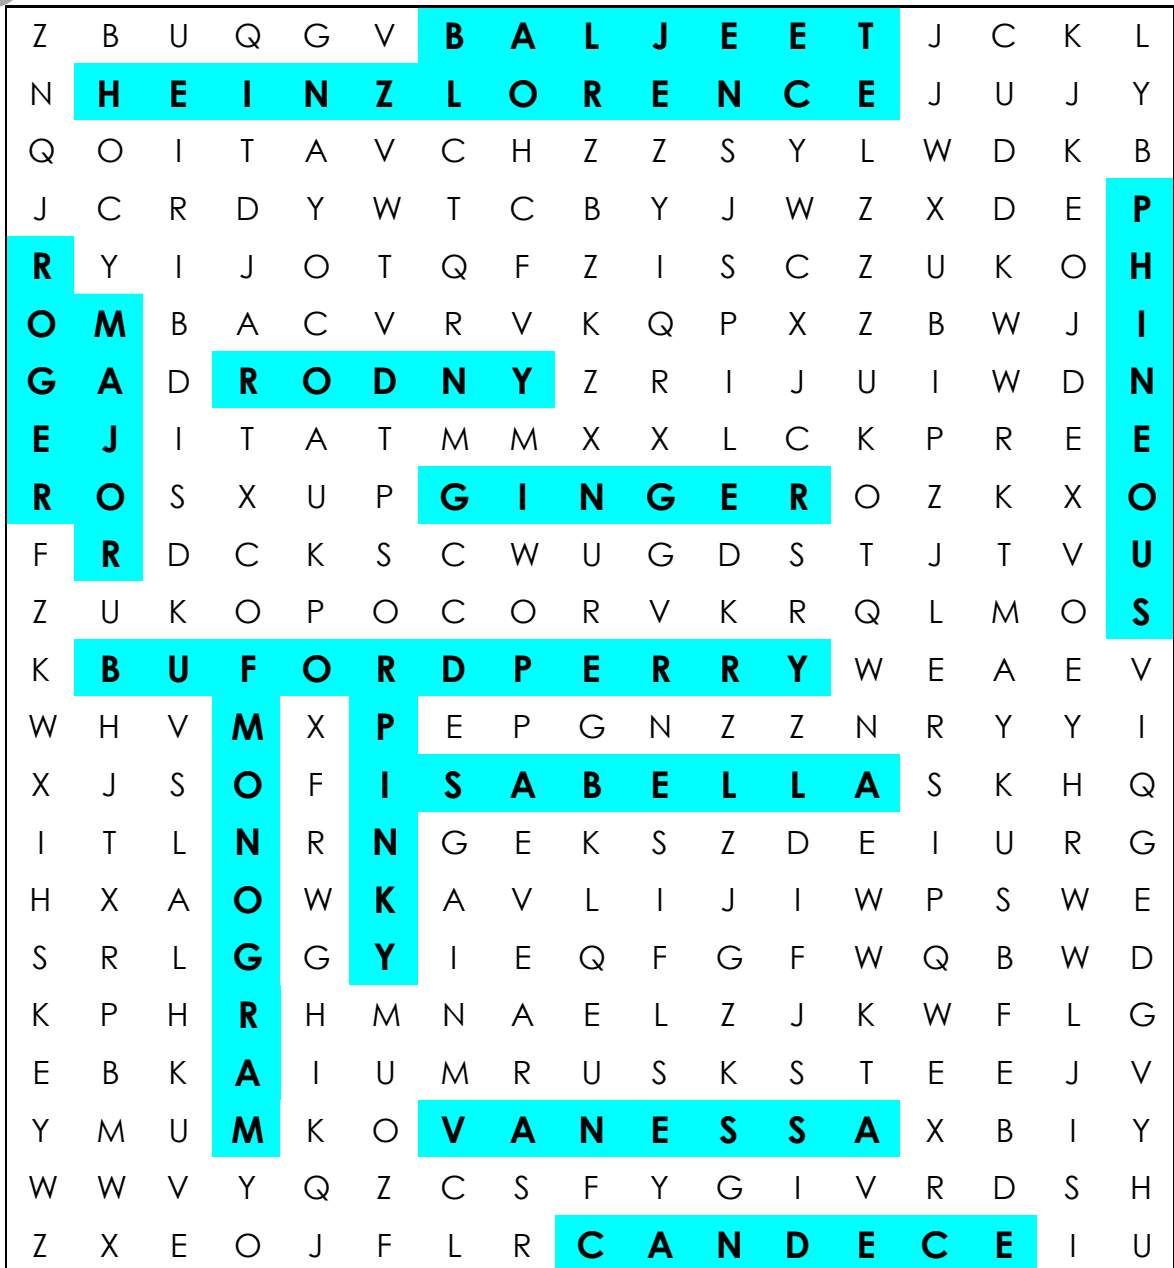 Z B U Q G V B A L J E E T J C K L
N H E I N Z L O R E N C E J U J Y
Q O I T A V C H Z Z S Y L W D K B
J C R D Y W T C B Y J W Z X D E P
R Y I J O T Q F Z I S C Z U K O H
O M B A C V R V K Q P X Z B W J I
G A D R O D N Y Z R I J U I W D N
E J I T A T M M X X L C K P R E E
R O S X U P G I N G E R O Z K X O
F R D C K S C W U G D S T J T V U
Z U K O P O C O R V K R Q L M O S
K B U F O R D P E R R Y W E A E V
W H V M X P E P G N Z Z N R Y Y I
X J S O F I S A B E L L A S K H Q
I T L N R N G E K S Z D E I U R G
H X A O W K A V L I J I W P S W E
S R L G G Y I E Q F G F W Q B W D
K P H R H M N A E L Z J K W F L G
E B K A I U M R U S K S T E E J V
Y M U M K O V A N E S S A X B I Y
W W V Y Q Z C S F Y G I V R D S H
Z X E O J F L R C A N D E C E I U